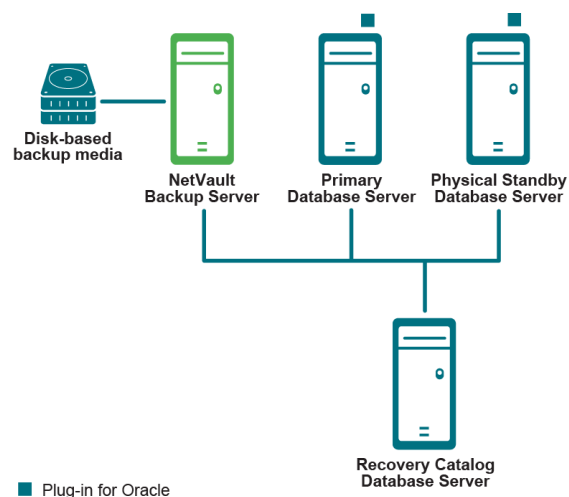 Disk-based
backup media
NetVault
Backup Server
Primary
Database Server
Physical Standby
Database Server
Recovery Catalog
Database Server
Plug-in for Oracle